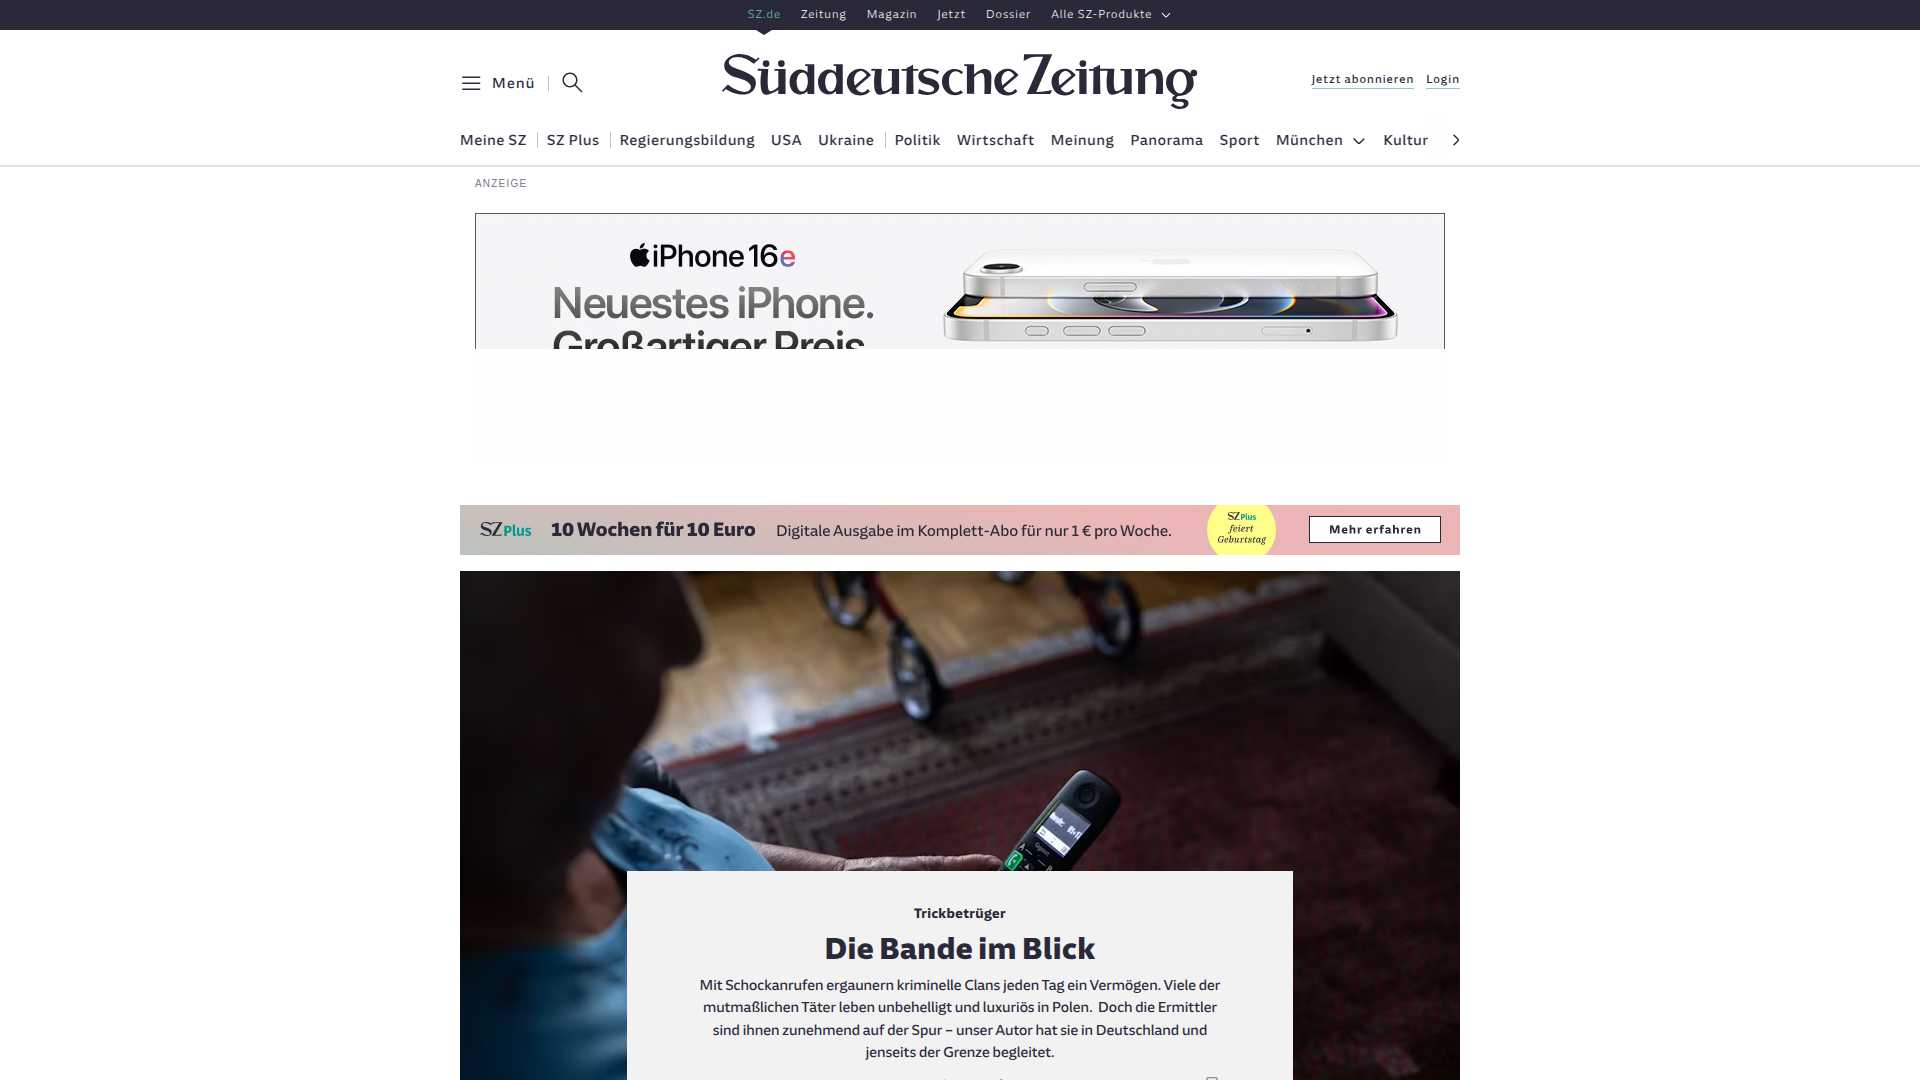 SZ.de Zeitung Magazin Jetzt Dossier Alle SZ-Produkte
Menü
Süddeutsche Zeitung
Jetzt abonnieren Login
Meine SZ SZ Plus Regierungsbildung USA Ukraine Politik Wirtschaft Meinung Panorama Sport München Kultur
ANZEIGE
iPhone 16e
Neuestes iPhone.
Großartiger Preis
SZ Plus 10 Wochen für 10 Euro Digitale Ausgabe im Komplett-Abo für nur 1 € pro Woche.
SZ Plus
feiert
Geburtstag
Mehr erfahren
Trickbetrüger
Die Bande im Blick
Mit Schockanrufen ergaunern kriminelle Clans jeden Tag ein Vermögen. Viele der
mutmaßlichen Täter leben unbehelligt und luxuriös in Polen. Doch die Ermittler
sind ihnen zunehmend auf der Spur – unser Autor hat sie in Deutschland und
jenseits der Grenze begleitet.